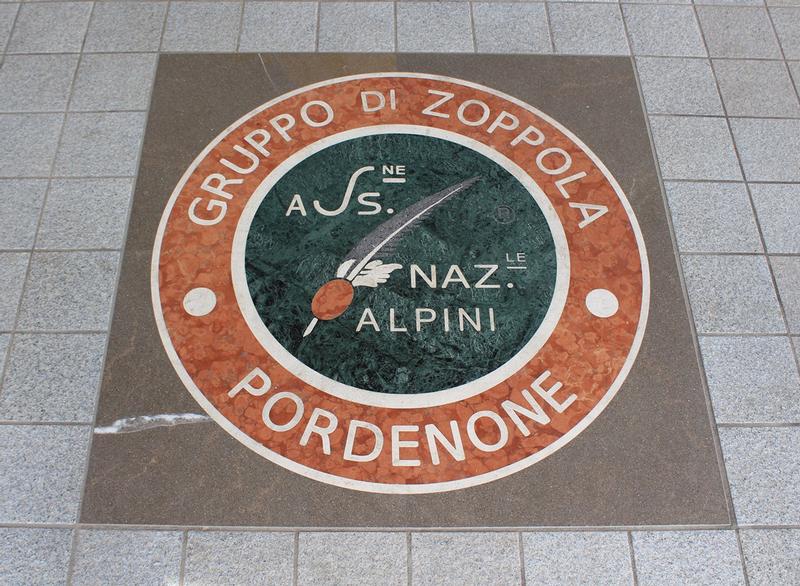 GRUPPO DI ZOPPOLA
ASS.NE
NAZ.LE
ALPINI
®
PORDENONE